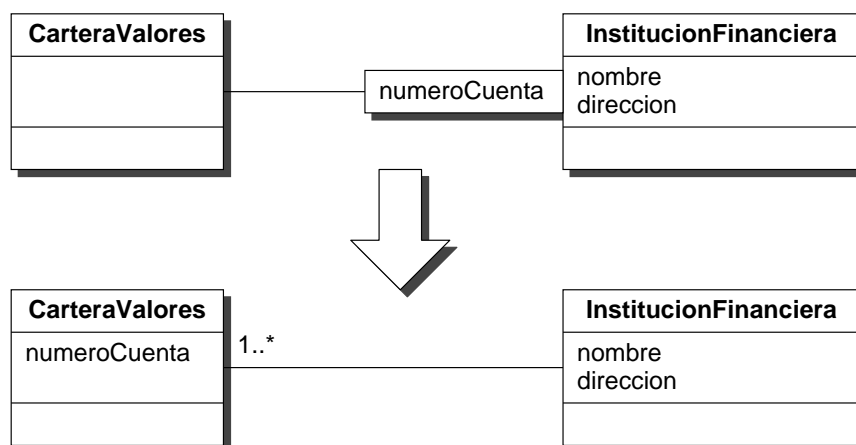 CarteraValores
InstitucionFinanciera
numeroCuenta
nombre
direccion
CarteraValores
InstitucionFinanciera
numeroCuenta
1..*
nombre
direccion